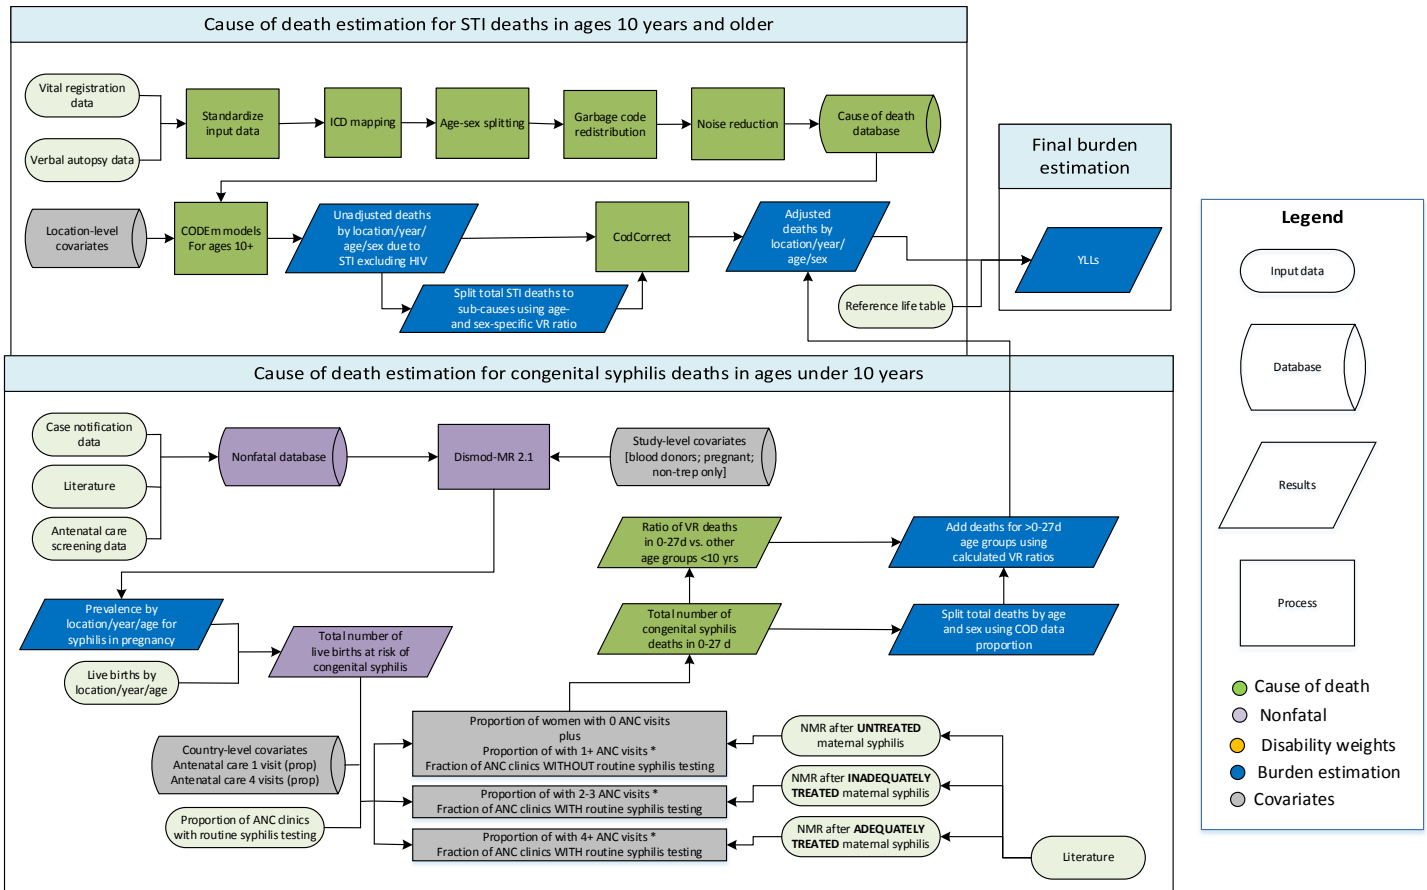 Cause of death estimation for STI deaths in ages 10 years and older
Vital registration
data
Verbal autopsy data
Standardize
input data
ICD mapping
Age-sex splitting
Garbage code
redistribution
Noise reduction
Cause of death
database
Location-level
covariates
CODEm models
For ages 10+
Unadjusted deaths
by location/year/
age/sex due to
STI excluding HIV
Split total STI deaths to
sub-causes using age-
and sex-specific VR ratio
CodCorrect
Adjusted
deaths by
location/year/
age/sex
Reference life table
Final burden
estimation
YLLs
Cause of death estimation for congenital syphilis deaths in ages under 10 years
Case notification
data
Literature
Antenatal care
screening data
Nonfatal database
Dismod-MR 2.1
Study-level covariates
[blood donors; pregnant;
non-trep only]
Ratio of VR deaths
in 0-27d vs. other
age groups <10 yrs
Add deaths for >0-27d
age groups using
calculated VR ratios
Prevalence by
location/year/age for
syphilis in pregnancy
Live births by
location/year/age
Total number of
live births at risk of
congenital syphilis
Total number of
congenital syphilis
deaths in 0-27 d
Split total deaths by age
and sex using COD data
proportion
Country-level covariates
Antenatal care 1 visit (prop)
Antenatal care 4 visits (prop)
Proportion of ANC clinics
with routine syphilis testing
Proportion of women with 0 ANC visits
plus
Proportion of with 1+ ANC visits *
Fraction of ANC clinics WITHOUT routine syphilis testing
Proportion of with 2-3 ANC visits *
Fraction of ANC clinics WITH routine syphilis testing
Proportion of with 4+ ANC visits *
Fraction of ANC clinics WITH routine syphilis testing
NMR after UNTREATED
maternal syphilis
NMR after INADEQUATELY
TREATED maternal syphilis
NMR after ADEQUATELY
TREATED maternal syphilis
Literature
Legend
Input data
Database
Results
Process
Cause of death
Nonfatal
Disability weights
Burden estimation
Covariates